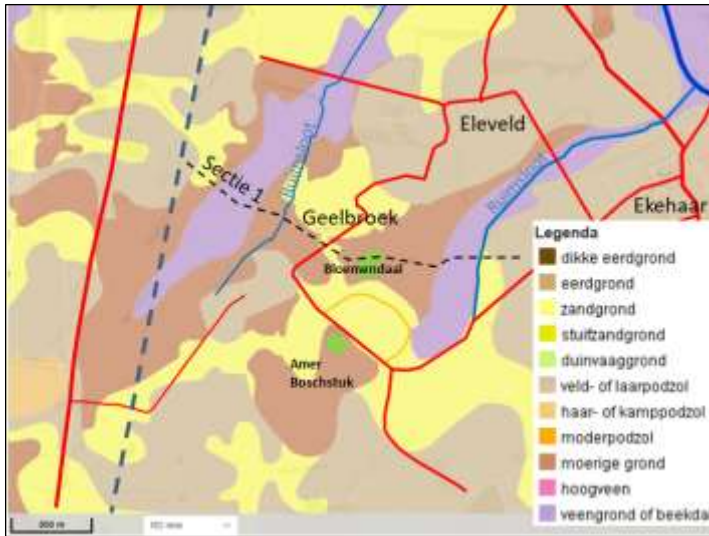 Eleveld
Sectie 1
Geelbroek
Ekehaar
Bloemendaal
Amer
Boschstuk
Legenda
dikke eerdgrond
eerdgrond
zandgrond
stuifzandgrond
duinvaaggrond
veld- of laarpodzol
haar- of kamppodzol
moderpodzol
moerige grond
hoogveen
veengrond of beekda